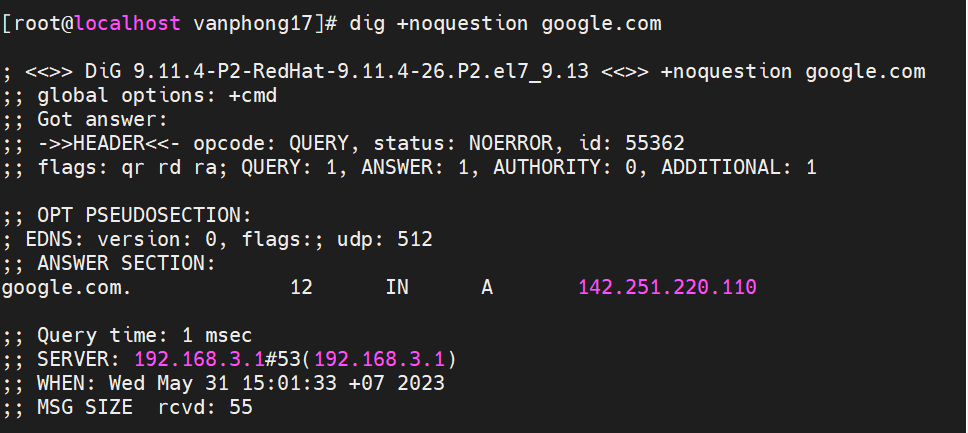 [root@localhost vanphong17]# dig +noquestion google.com
; <<>> DiG 9.11.4-P2-RedHat-9.11.4-26.P2.el7_9.13 <<>> +noquestion google.com
;; global options: +cmd
;; Got answer:
;; ->>HEADER<<- opcode: QUERY, status: NOERROR, id: 55362
;; flags: qr rd ra; QUERY: 1, ANSWER: 1, AUTHORITY: 0, ADDITIONAL: 1
;; OPT PSEUDOSECTION:
; EDNS: version: 0, flags:; udp: 512
;; ANSWER SECTION:
google.com. 12 IN A 142.251.220.110
;; Query time: 1 msec
;; SERVER: 192.168.3.1#53(192.168.3.1)
;; WHEN: Wed May 31 15:01:33 +07 2023
;; MSG SIZE  rcvd: 55